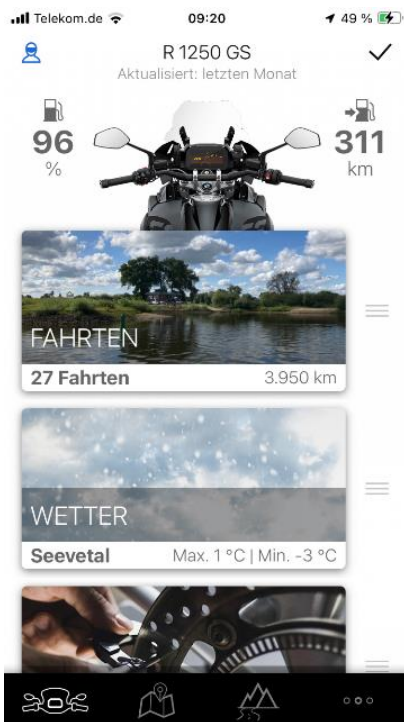 Telekom.de 09:20 49 %
R 1250 GS
Aktualisiert: letzten Monat
96 311
% km
FAHRTEN
27 Fahrten 3.950 km
WETTER
Seevetal Max. 1 °C | Min. -3 °C